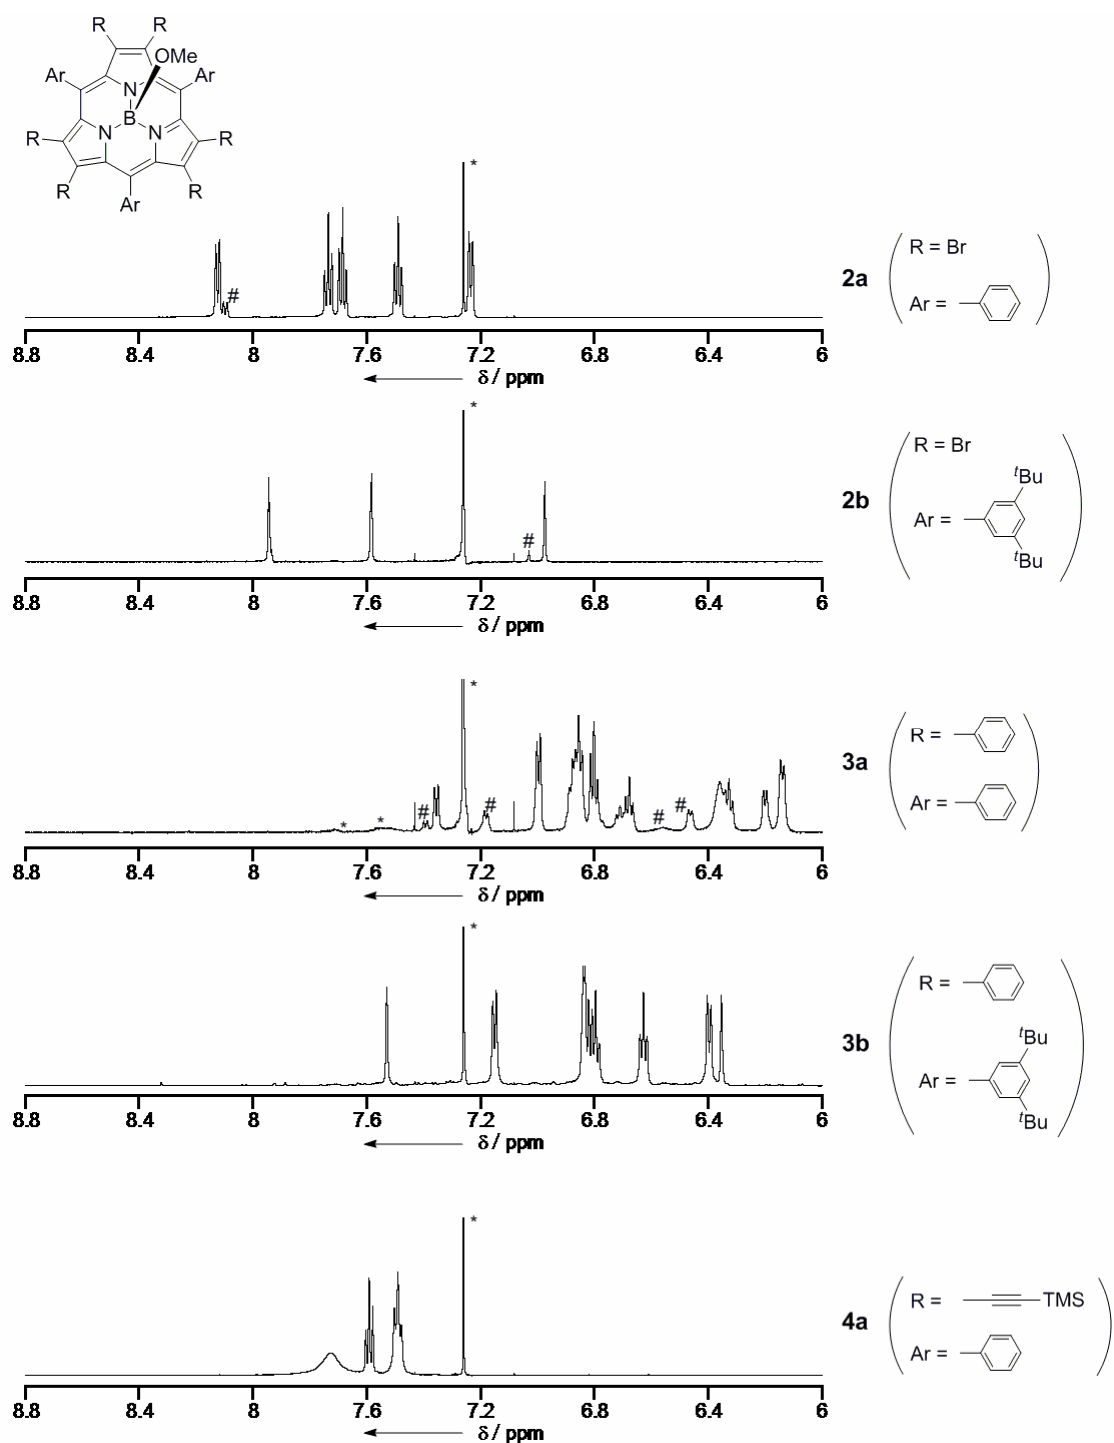 R R
OMe
Ar Ar
N
B
N N
R R
R R
Ar
*
#
8.8 8.4 8 7.6 7.2 6.8 6.4 6
δ / ppm
2a
R = Br
Ar =
*
#
8.8 8.4 8 7.6 7.2 6.8 6.4 6
δ / ppm
2b
R = Br
tBu
Ar =
tBu
*
# # # #
* *
8.8 8.4 8 7.6 7.2 6.8 6.4 6
δ / ppm
3a
R =
Ar =
*
8.8 8.4 8 7.6 7.2 6.8 6.4 6
δ / ppm
3b
R =
tBu
Ar =
tBu
*
8.8 8.4 8 7.6 7.2 6.8 6.4 6
δ / ppm
4a
R = TMS
Ar =